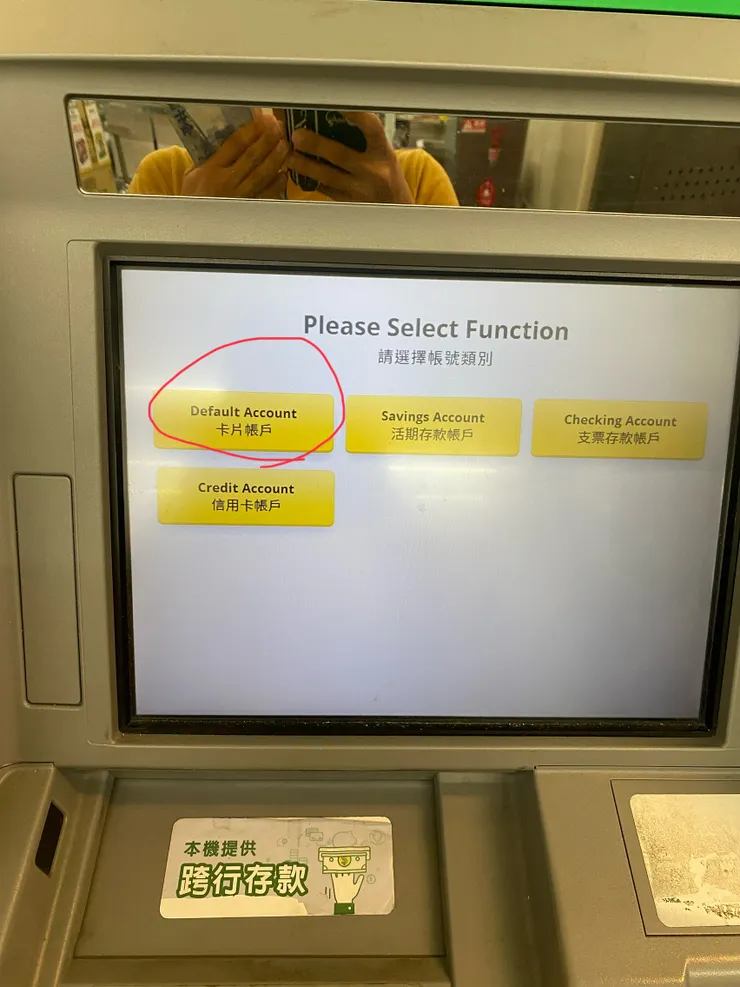 Please Select Function
請選擇帳號類別
Default Account
卡片帳戶
Savings Account
活期存款帳戶
Checking Account
支票存款帳戶
Credit Account
信用卡帳戶
本機提供
跨行存款